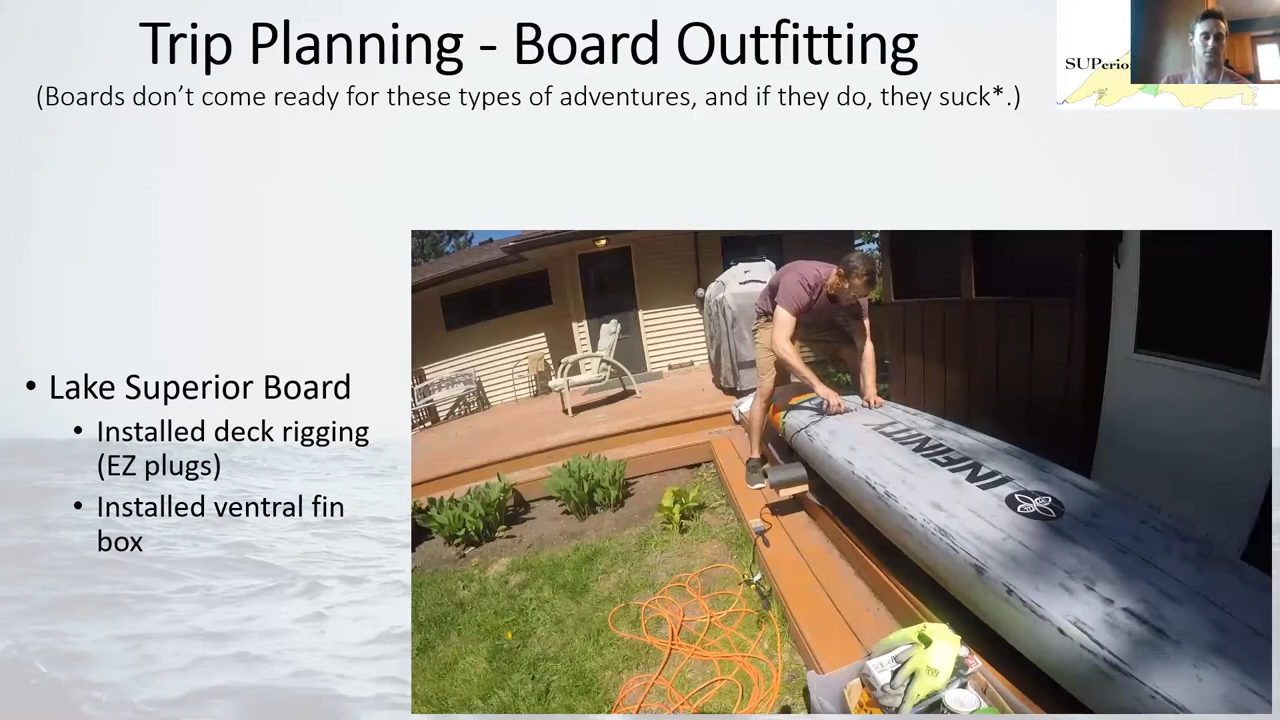 Trip Planning - Board Outfitting
(Boards don't come ready for these types of adventures, and if they do, they suck*.)
SUPerio
• Lake Superior Board
• Installed deck rigging
(EZ plugs)
• Installed ventral fin
box
INFINITY